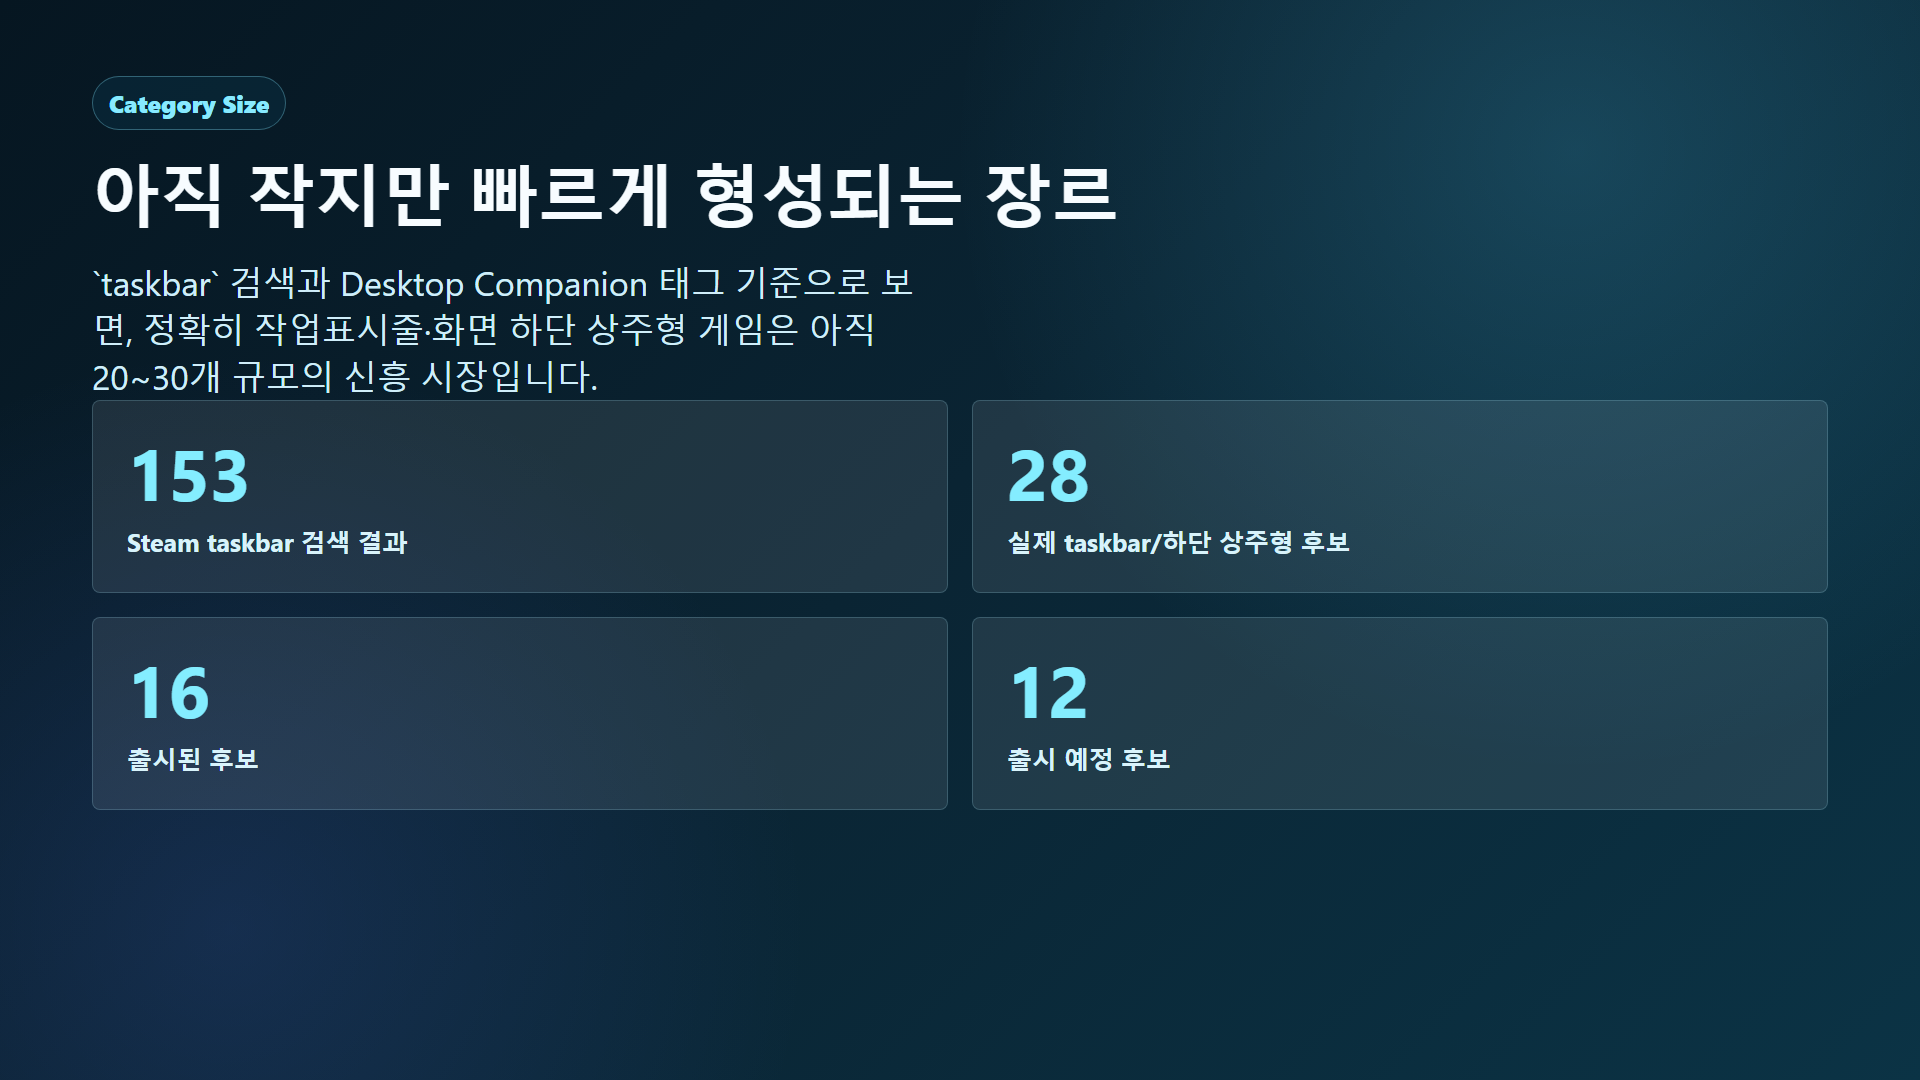 Category Size
아직 작지만 빠르게 형성되는 장르
`taskbar` 검색과 Desktop Companion 태그 기준으로 보
면, 정확히 작업표시줄·화면 하단 상주형 게임은 아직
20~30개 규모의 신흥 시장입니다.
153
Steam taskbar 검색 결과
28
실제 taskbar/하단 상주형 후보
16
출시된 후보
12
출시 예정 후보